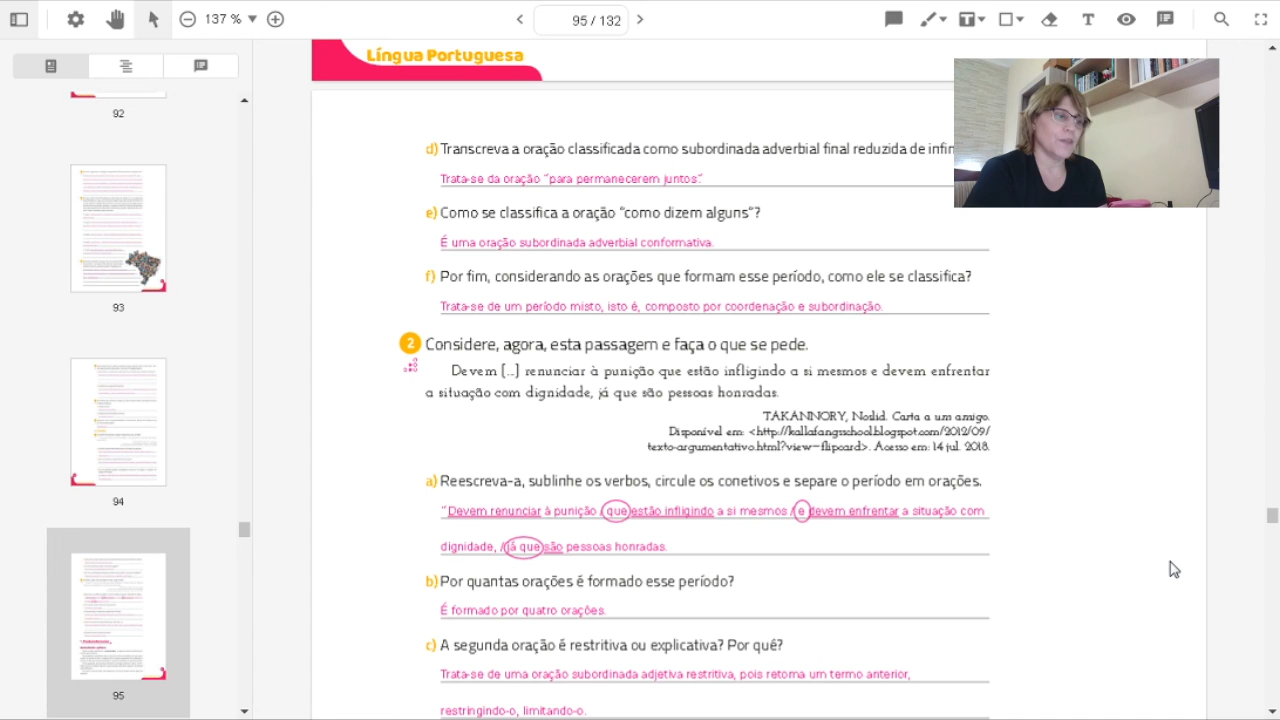 137 %
95 / 132
92
93
94
95
Língua Portuguesa
d) Transcreva a oração classificada como subordinada adverbial final reduzida de infin
Trata-se da oração "para permanecerem juntos".
e) Como se classifica a oração "como dizem alguns"?
É uma oração subordinada adverbial conformativa.
f) Por fim, considerando as orações que formam esse período, como ele se classifica?
Trata-se de um período misto, isto é, composto por coordenação e subordinação.
2 Considere, agora, esta passagem e faça o que se pede.
Devem [...] renunciar à punição que estão infligindo a si mesmos e devem enfrentar
a situação com dignidade, já que são pessoas honradas.
TAKANNORY, Noslid. Carta a um amigo.
Disponível em: <http://kallafangsschool.blogspot.com/2012/09/
texto-argumentativo.html?view=flipcard>. Acesso em: 14 jul. 2018.
a) Reescreva-a, sublinhe os verbos, circule os conetivos e separe o período em orações.
"Devem renunciar à punição / que estão infligindo a si mesmos / e devem enfrentar a situação com
dignidade, / já que são pessoas honradas.
b) Por quantas orações é formado esse período?
É formado por quatro orações.
c) A segunda oração é restritiva ou explicativa? Por quê?
Trata-se de uma oração subordinada adjetiva restritiva, pois retoma um termo anterior,
restringindo-o, limitando-o.